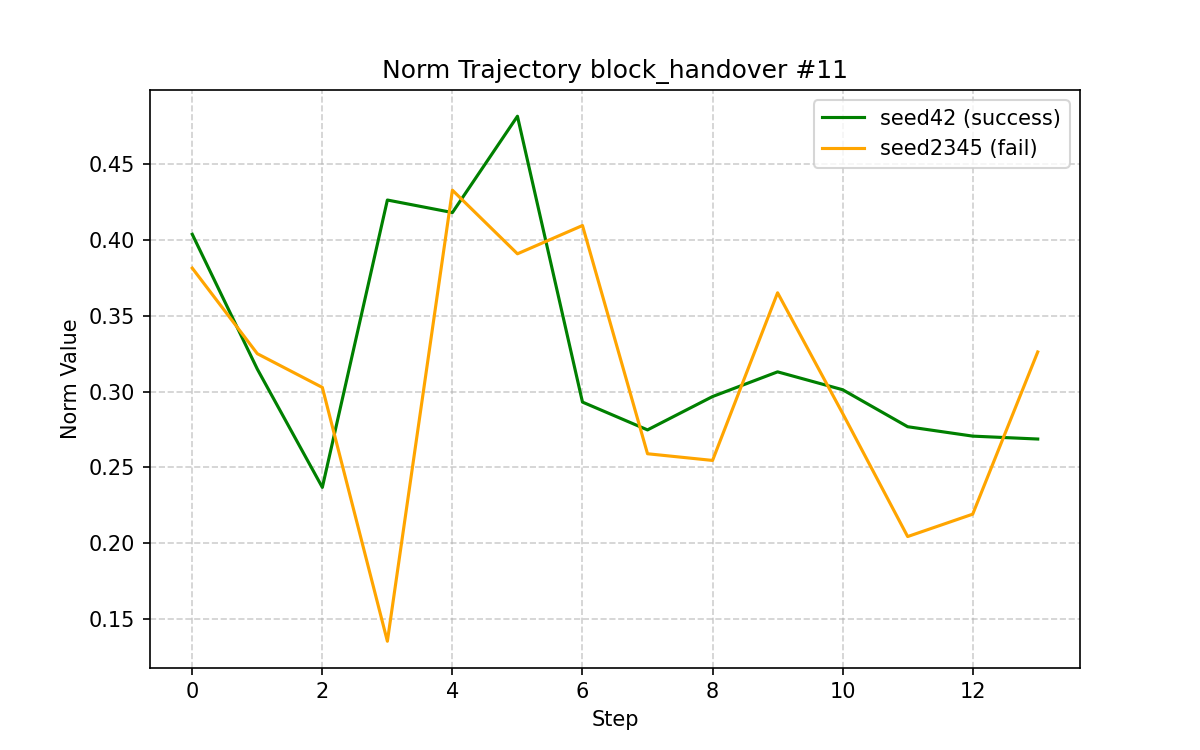 Norm Trajectory block_handover #11
seed42 (success)
seed2345 (fail)
Norm Value
0.45
0.40
0.35
0.30
0.25
0.20
0.15
0 2 4 6 8 10 12
Step